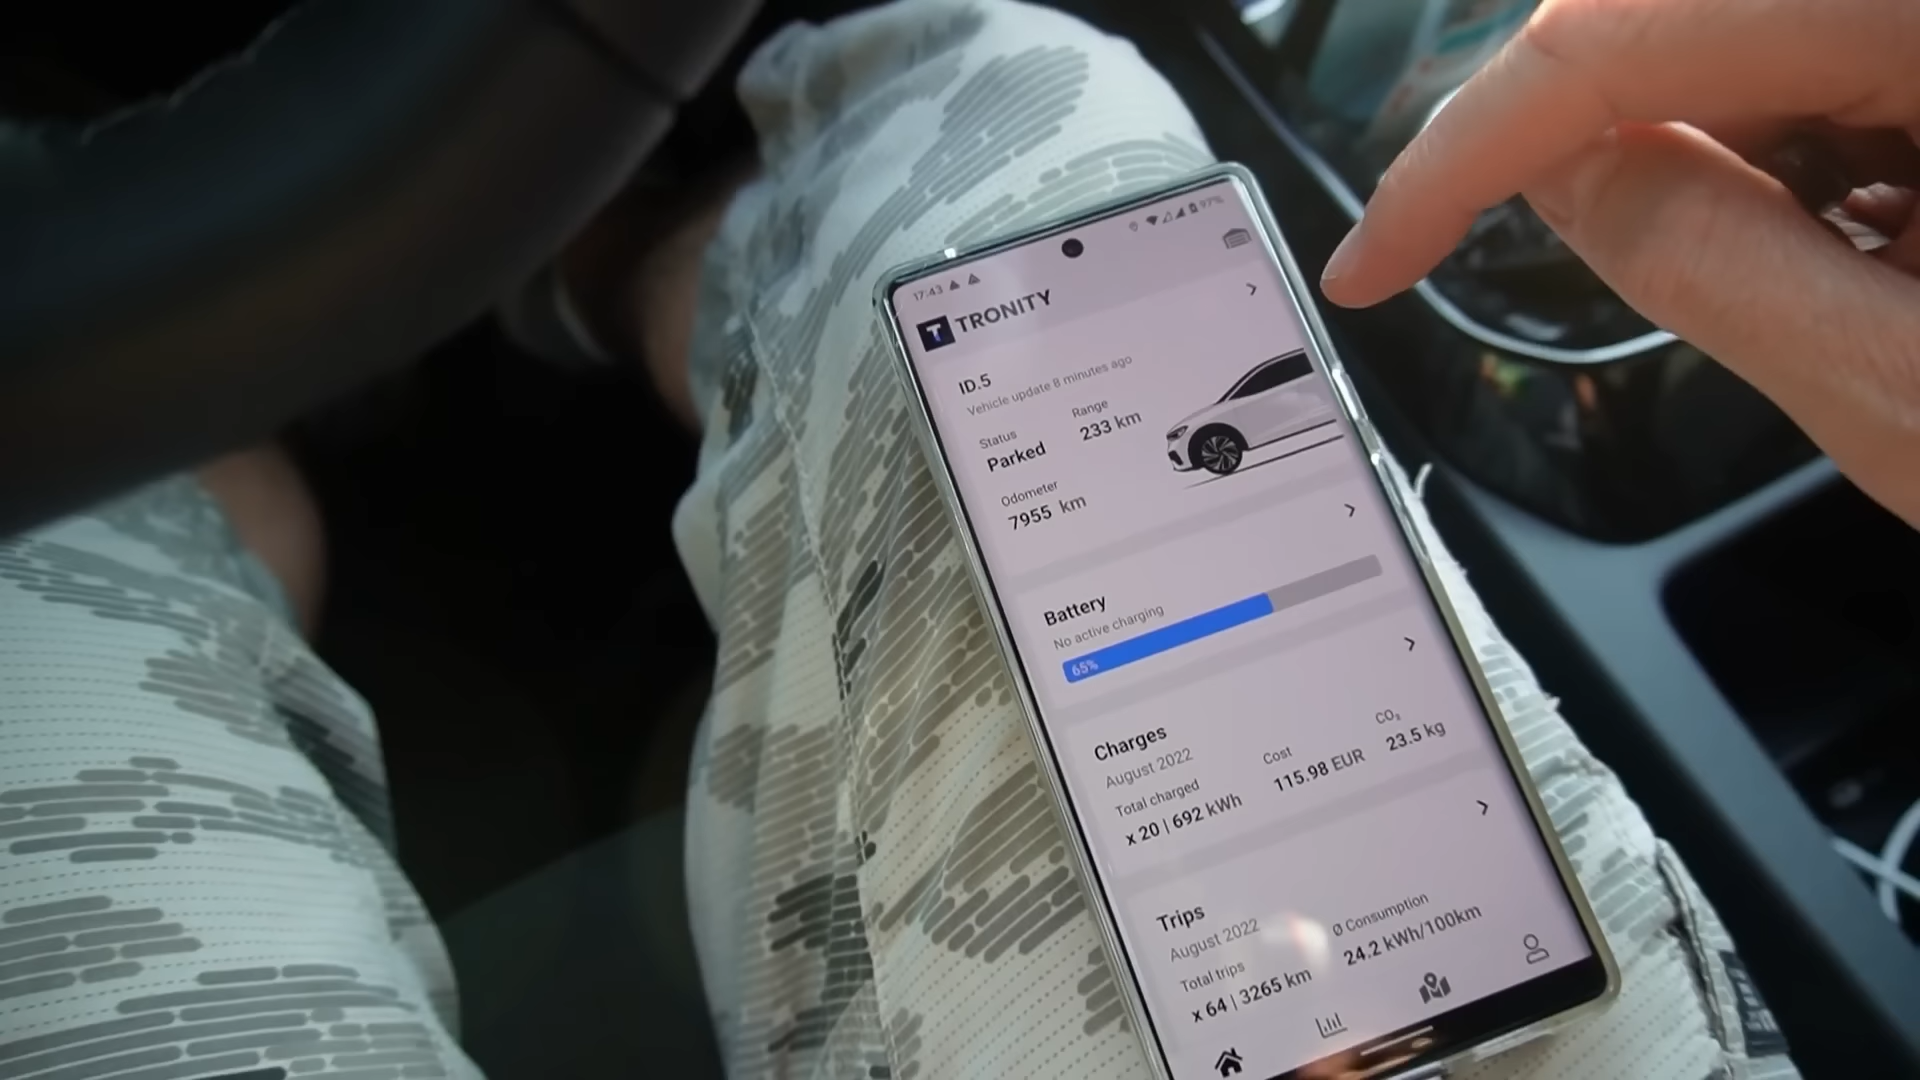 17:43
97%
TRONITY
ID.5
Vehicle update 8 minutes ago
Status
Parked
Range
233 km
Odometer
7955 km
Battery
No active charging
65%
Charges
August 2022
Total charged
x 20 | 692 kWh
Cost
115.98 EUR
CO₂
23.5 kg
Trips
August 2022
Total trips
x 64 | 3265 km
Ø Consumption
24.2 kWh/100km